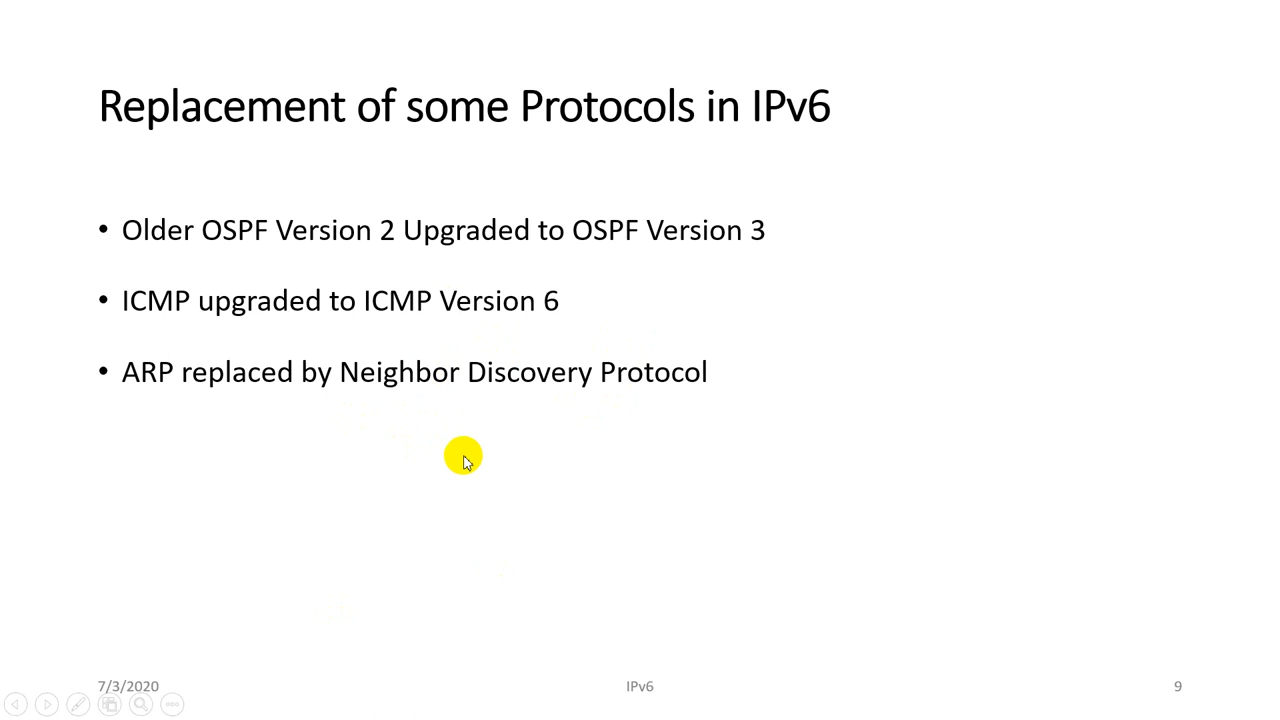 Replacement of some Protocols in IPv6
• Older OSPF Version 2 Upgraded to OSPF Version 3
• ICMP upgraded to ICMP Version 6
• ARP replaced by Neighbor Discovery Protocol
7/3/2020
IPv6
9